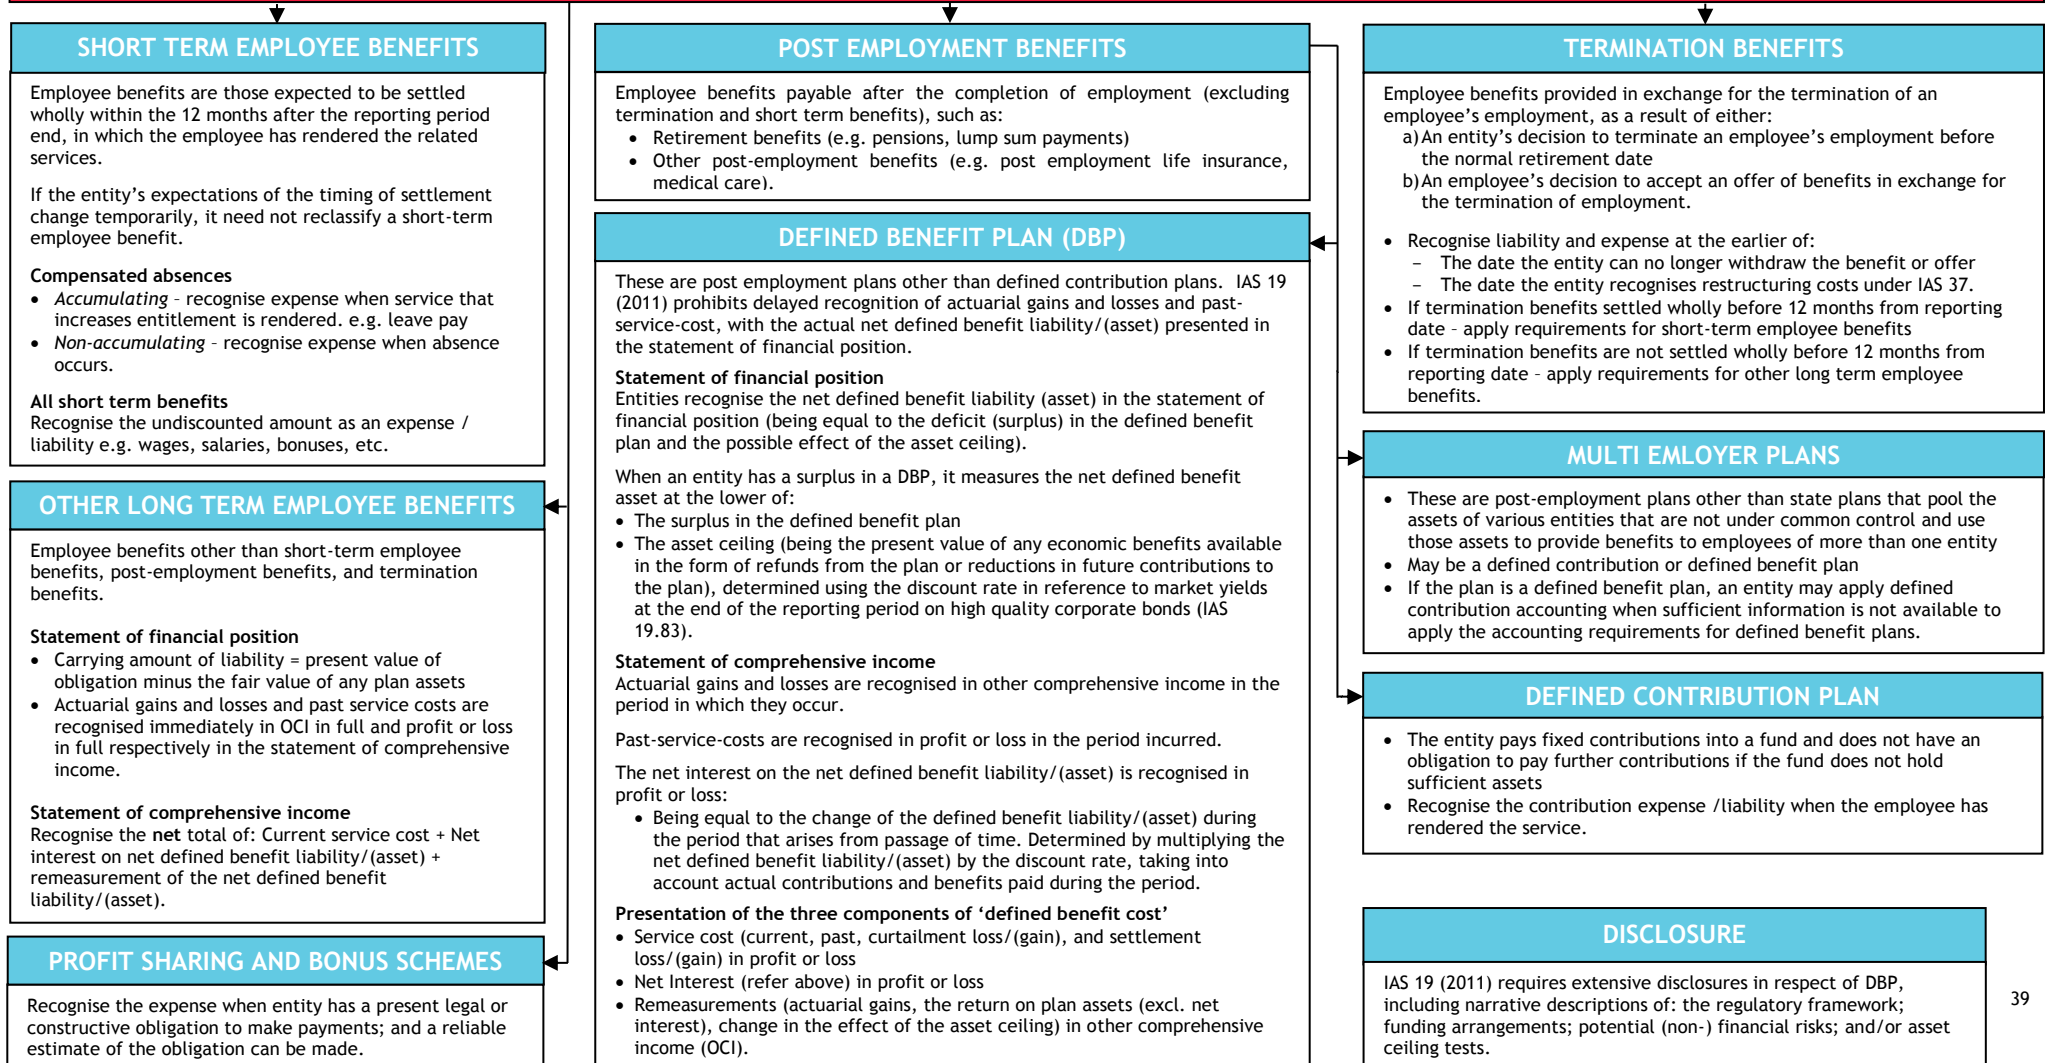 SHORT TERM EMPLOYEE BENEFITS
Employee benefits are those expected to be settled
wholly within the 12 months after the reporting period
end, in which the employee has rendered the related
services.
If the entity’s expectations of the timing of settlement
change temporarily, it need not reclassify a short-term
employee benefit.
Compensated absences
• Accumulating – recognise expense when service that
increases entitlement is rendered. e.g. leave pay
• Non-accumulating – recognise expense when absence
occurs.
All short term benefits
Recognise the undiscounted amount as an expense /
liability e.g. wages, salaries, bonuses, etc.
OTHER LONG TERM EMPLOYEE BENEFITS
Employee benefits other than short-term employee
benefits, post-employment benefits, and termination
benefits.
Statement of financial position
• Carrying amount of liability = present value of
obligation minus the fair value of any plan assets
• Actuarial gains and losses and past service costs are
recognised immediately in OCI in full and profit or loss
in full respectively in the statement of comprehensive
income.
Statement of comprehensive income
Recognise the net total of: Current service cost + Net
interest on net defined benefit liability/(asset) +
remeasurement of the net defined benefit
liability/(asset).
PROFIT SHARING AND BONUS SCHEMES
Recognise the expense when entity has a present legal or
constructive obligation to make payments; and a reliable
estimate of the obligation can be made.
POST EMPLOYMENT BENEFITS
Employee benefits payable after the completion of employment (excluding
termination and short term benefits), such as:
• Retirement benefits (e.g. pensions, lump sum payments)
• Other post-employment benefits (e.g. post employment life insurance,
medical care).
DEFINED BENEFIT PLAN (DBP)
These are post employment plans other than defined contribution plans. IAS 19
(2011) prohibits delayed recognition of actuarial gains and losses and past-
service-cost, with the actual net defined benefit liability/(asset) presented in
the statement of financial position.
Statement of financial position
Entities recognise the net defined benefit liability (asset) in the statement of
financial position (being equal to the deficit (surplus) in the defined benefit
plan and the possible effect of the asset ceiling).
When an entity has a surplus in a DBP, it measures the net defined benefit
asset at the lower of:
• The surplus in the defined benefit plan
• The asset ceiling (being the present value of any economic benefits available
in the form of refunds from the plan or reductions in future contributions to
the plan), determined using the discount rate in reference to market yields
at the end of the reporting period on high quality corporate bonds (IAS
19.83).
Statement of comprehensive income
Actuarial gains and losses are recognised in other comprehensive income in the
period in which they occur.
Past-service-costs are recognised in profit or loss in the period incurred.
The net interest on the net defined benefit liability/(asset) is recognised in
profit or loss:
• Being equal to the change of the defined benefit liability/(asset) during
the period that arises from passage of time. Determined by multiplying the
net defined benefit liability/(asset) by the discount rate, taking into
account actual contributions and benefits paid during the period.
Presentation of the three components of ‘defined benefit cost’
• Service cost (current, past, curtailment loss/(gain), and settlement
loss/(gain) in profit or loss
• Net Interest (refer above) in profit or loss
• Remeasurements (actuarial gains, the return on plan assets (excl. net
interest), change in the effect of the asset ceiling) in other comprehensive
income (OCI).
TERMINATION BENEFITS
Employee benefits provided in exchange for the termination of an
employee’s employment, as a result of either:
a) An entity’s decision to terminate an employee’s employment before
the normal retirement date
b) An employee’s decision to accept an offer of benefits in exchange for
the termination of employment.
• Recognise liability and expense at the earlier of:
– The date the entity can no longer withdraw the benefit or offer
– The date the entity recognises restructuring costs under IAS 37.
• If termination benefits settled wholly before 12 months from reporting
date – apply requirements for short-term employee benefits
• If termination benefits are not settled wholly before 12 months from
reporting date – apply requirements for other long term employee
benefits.
MULTI EMLOYER PLANS
• These are post-employment plans other than state plans that pool the
assets of various entities that are not under common control and use
those assets to provide benefits to employees of more than one entity
• May be a defined contribution or defined benefit plan
• If the plan is a defined benefit plan, an entity may apply defined
contribution accounting when sufficient information is not available to
apply the accounting requirements for defined benefit plans.
DEFINED CONTRIBUTION PLAN
• The entity pays fixed contributions into a fund and does not have an
obligation to pay further contributions if the fund does not hold
sufficient assets
• Recognise the contribution expense /liability when the employee has
rendered the service.
DISCLOSURE
IAS 19 (2011) requires extensive disclosures in respect of DBP,
including narrative descriptions of: the regulatory framework;
funding arrangements; potential (non-) financial risks; and/or asset
ceiling tests.
39